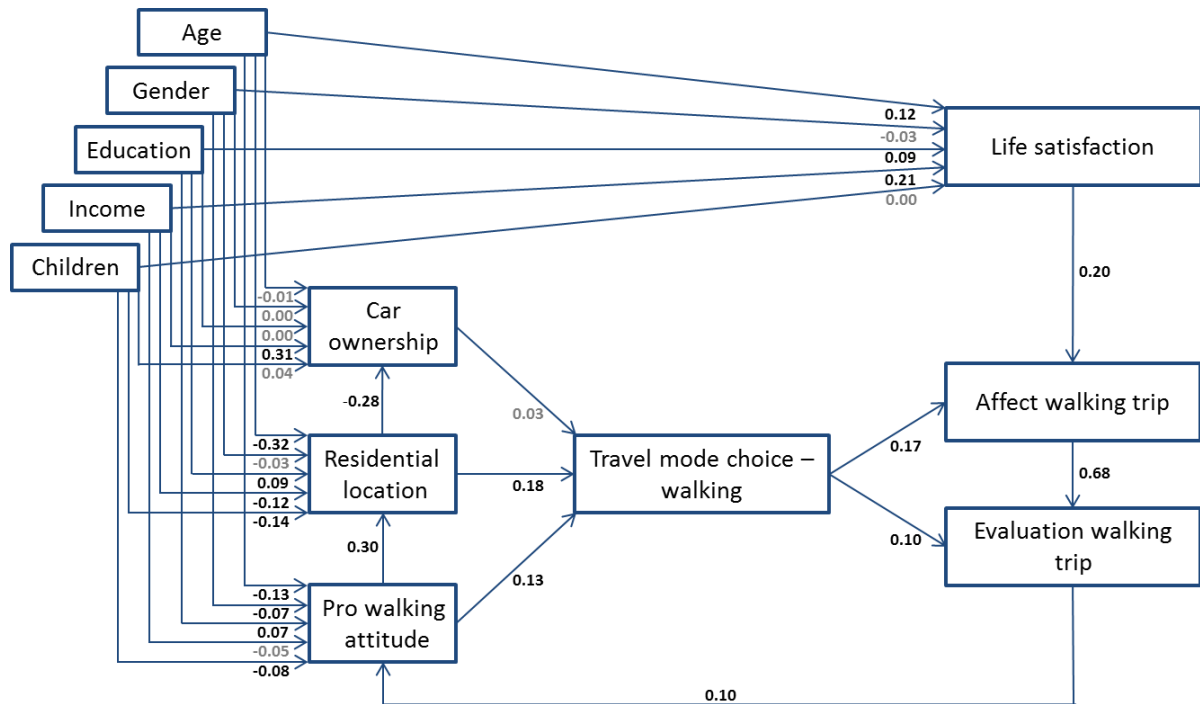 Age
Gender
Education
Income
Children
0.12
-0.03
0.09
0.21
0.00
Life satisfaction
0.20
-0.01
0.00
0.00
0.31
0.04
Car
ownership
-0.28
0.03
-0.32
-0.03
0.09
-0.12
-0.14
Residential
location
0.18
Travel mode choice –
walking
0.17
0.10
Affect walking trip
0.68
Evaluation walking
trip
0.30
0.13
-0.13
-0.07
0.07
-0.05
-0.08
Pro walking
attitude
0.10